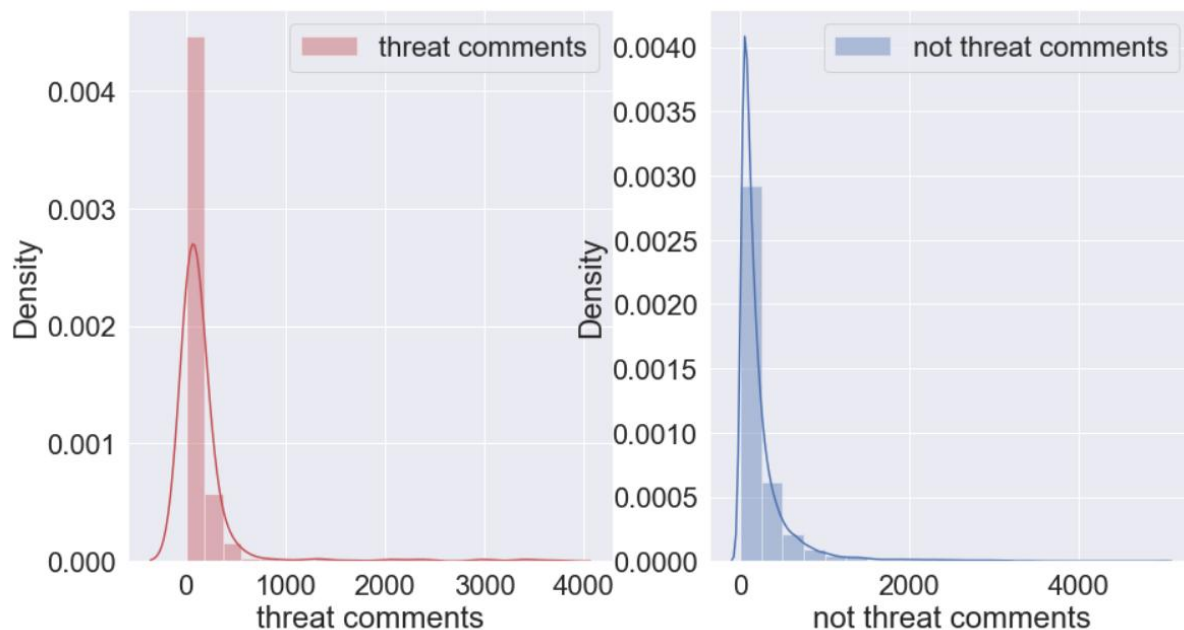 threat comments
0.004
0.003
0.002
0.001
0.000
Density
0 1000 2000 3000 4000
threat comments
not threat comments
0.0040
0.0035
0.0030
0.0025
0.0020
0.0015
0.0010
0.0005
0.0000
Density
0 2000 4000
not threat comments